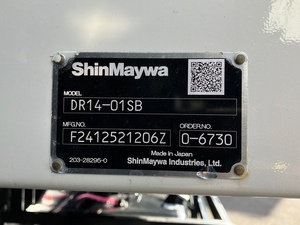 ShinMaywa
MODEL
DR14-01SB
MFG.NO. ORDER.NO.
F2412521206Z 0-6730
Made in Japan
203-28295-0 ShinMaywa Industries, Ltd.